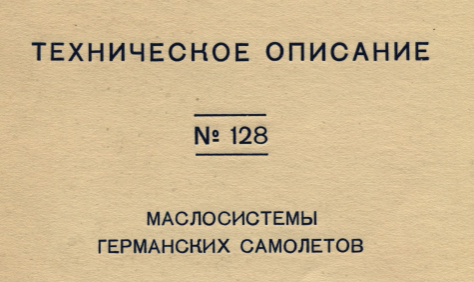 ТЕХНИЧЕСКОЕ ОПИСАНИЕ
№ 128
МАСЛОСИСТЕМЫ
ГЕРМАНСКИХ САМОЛЕТОВ